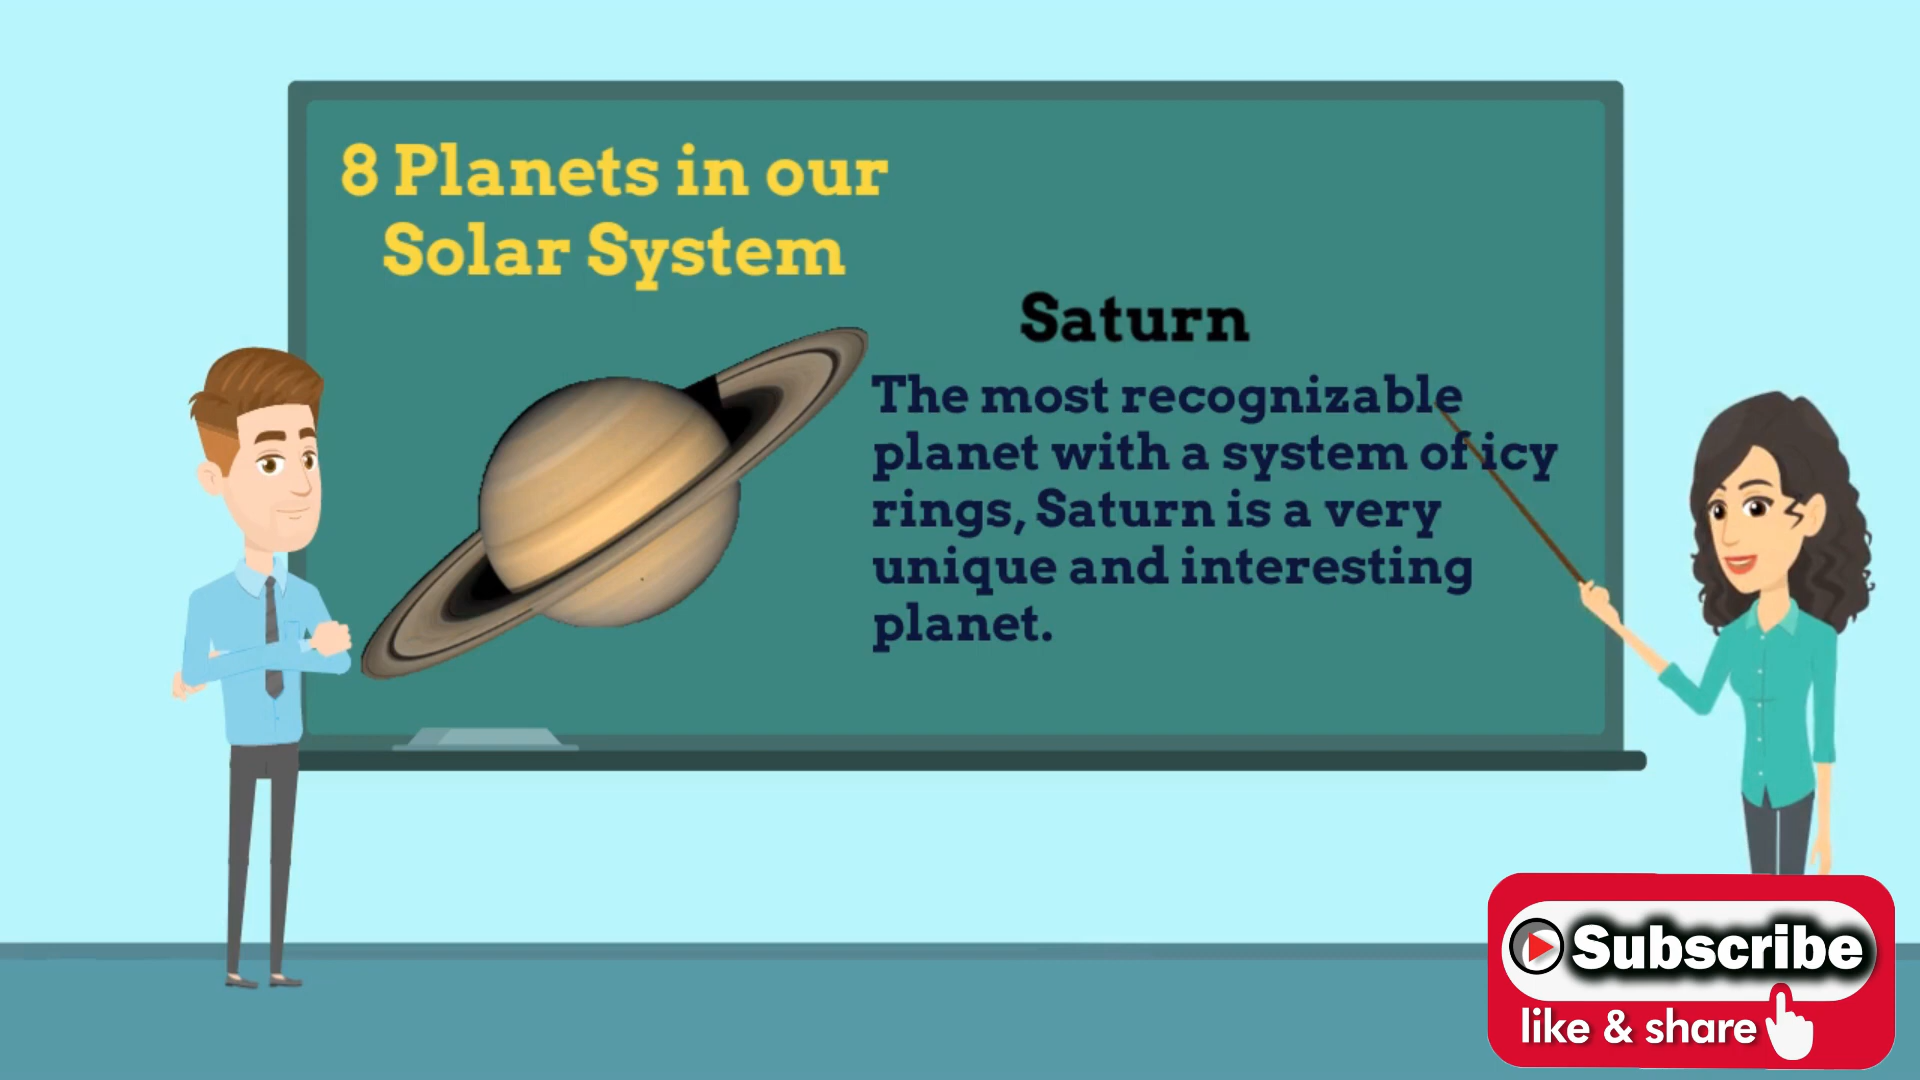 8 Planets in our
Solar System
Saturn
The most recognizable
planet with a system of icy
rings, Saturn is a very
unique and interesting
planet.
Subscribe
like & share